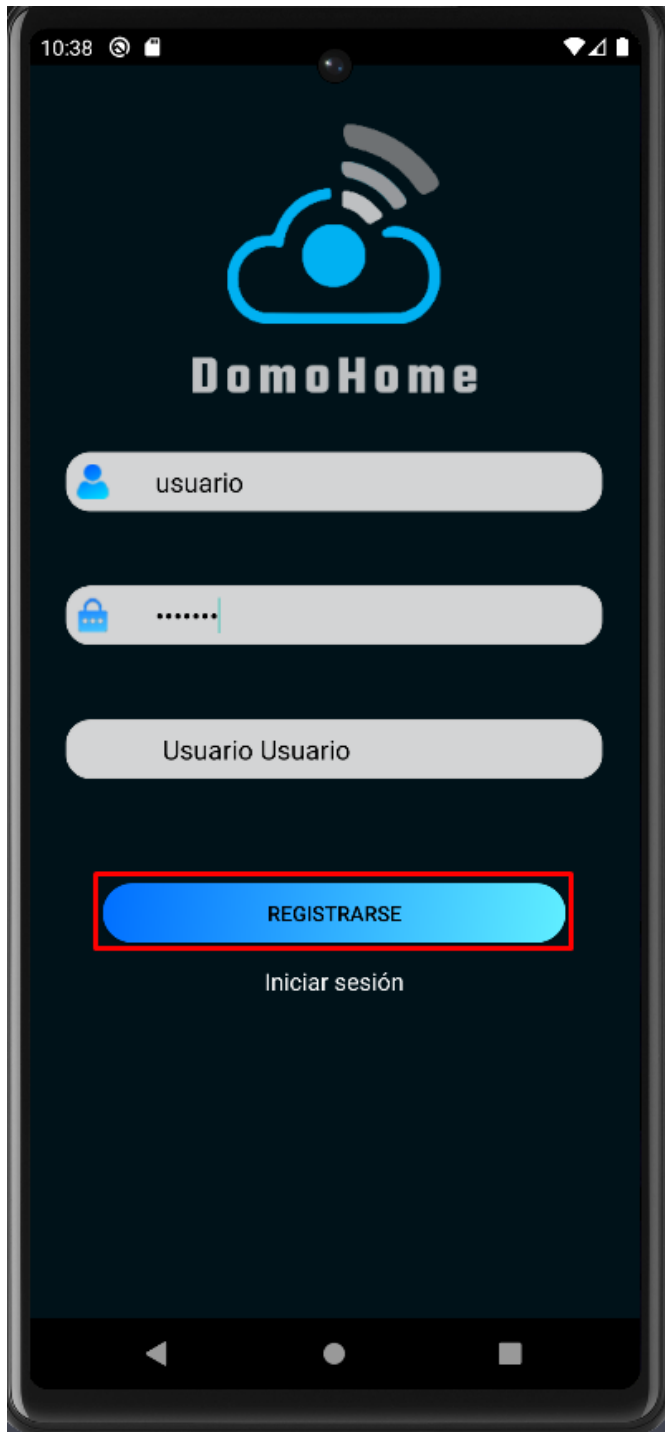 10:38
DomoHome
usuario
•••••••
Usuario Usuario
REGISTRARSE
Iniciar sesión